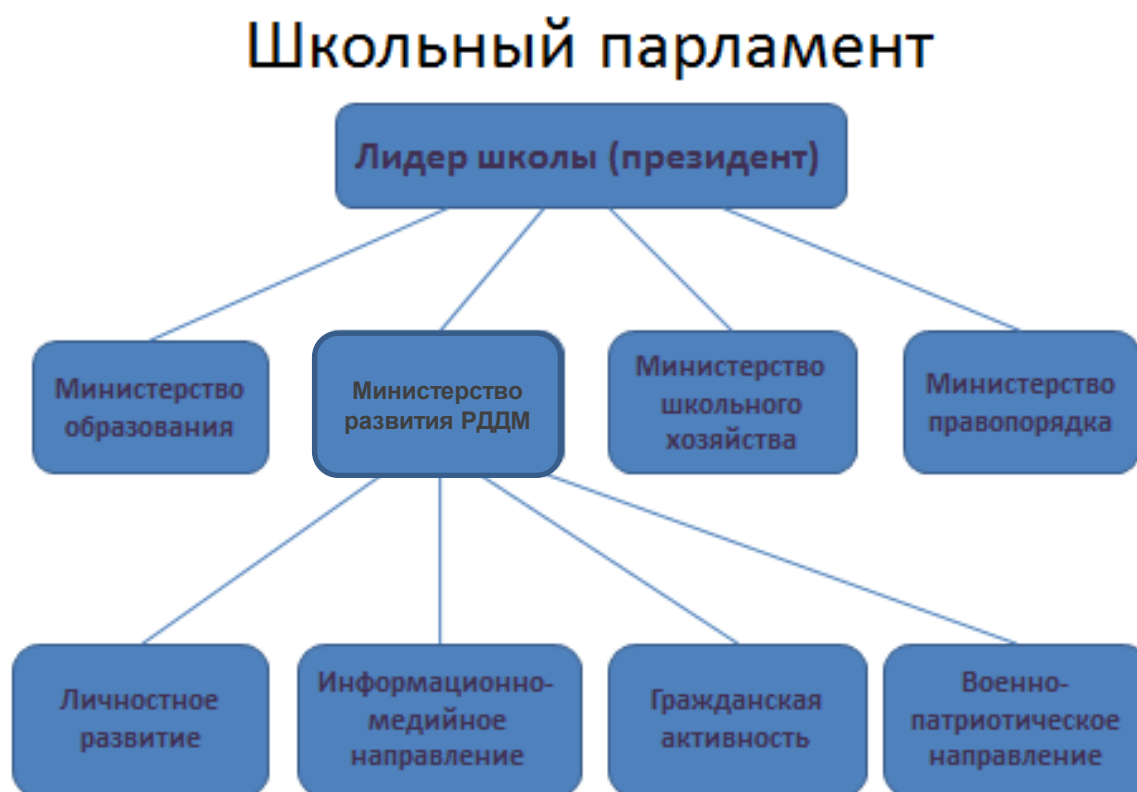 Школьный парламент
Лидер школы (президент)
Министерство
образования
Министерство
развития РДДМ
Министерство
школьного
хозяйства
Министерство
правопорядка
Личностное
развитие
Информационно-
медийное
направление
Гражданская
активность
Военно-
патриотическое
направление